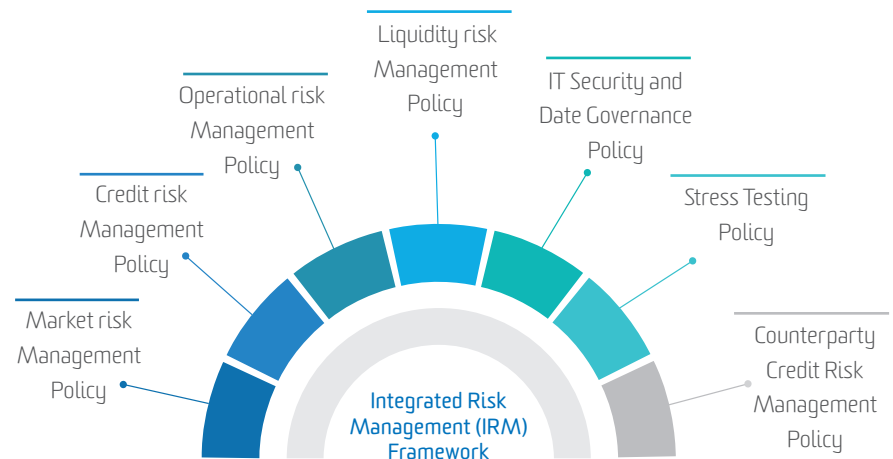 Liquidity risk
Management
Policy
IT Security and
Date Governance
Policy
Operational risk
Management
Policy
Stress Testing
Policy
Credit risk
Management
Policy
Market risk
Management
Policy
Counterparty
Credit Risk
Management
Policy
Integrated Risk
Management (IRM)
Framework